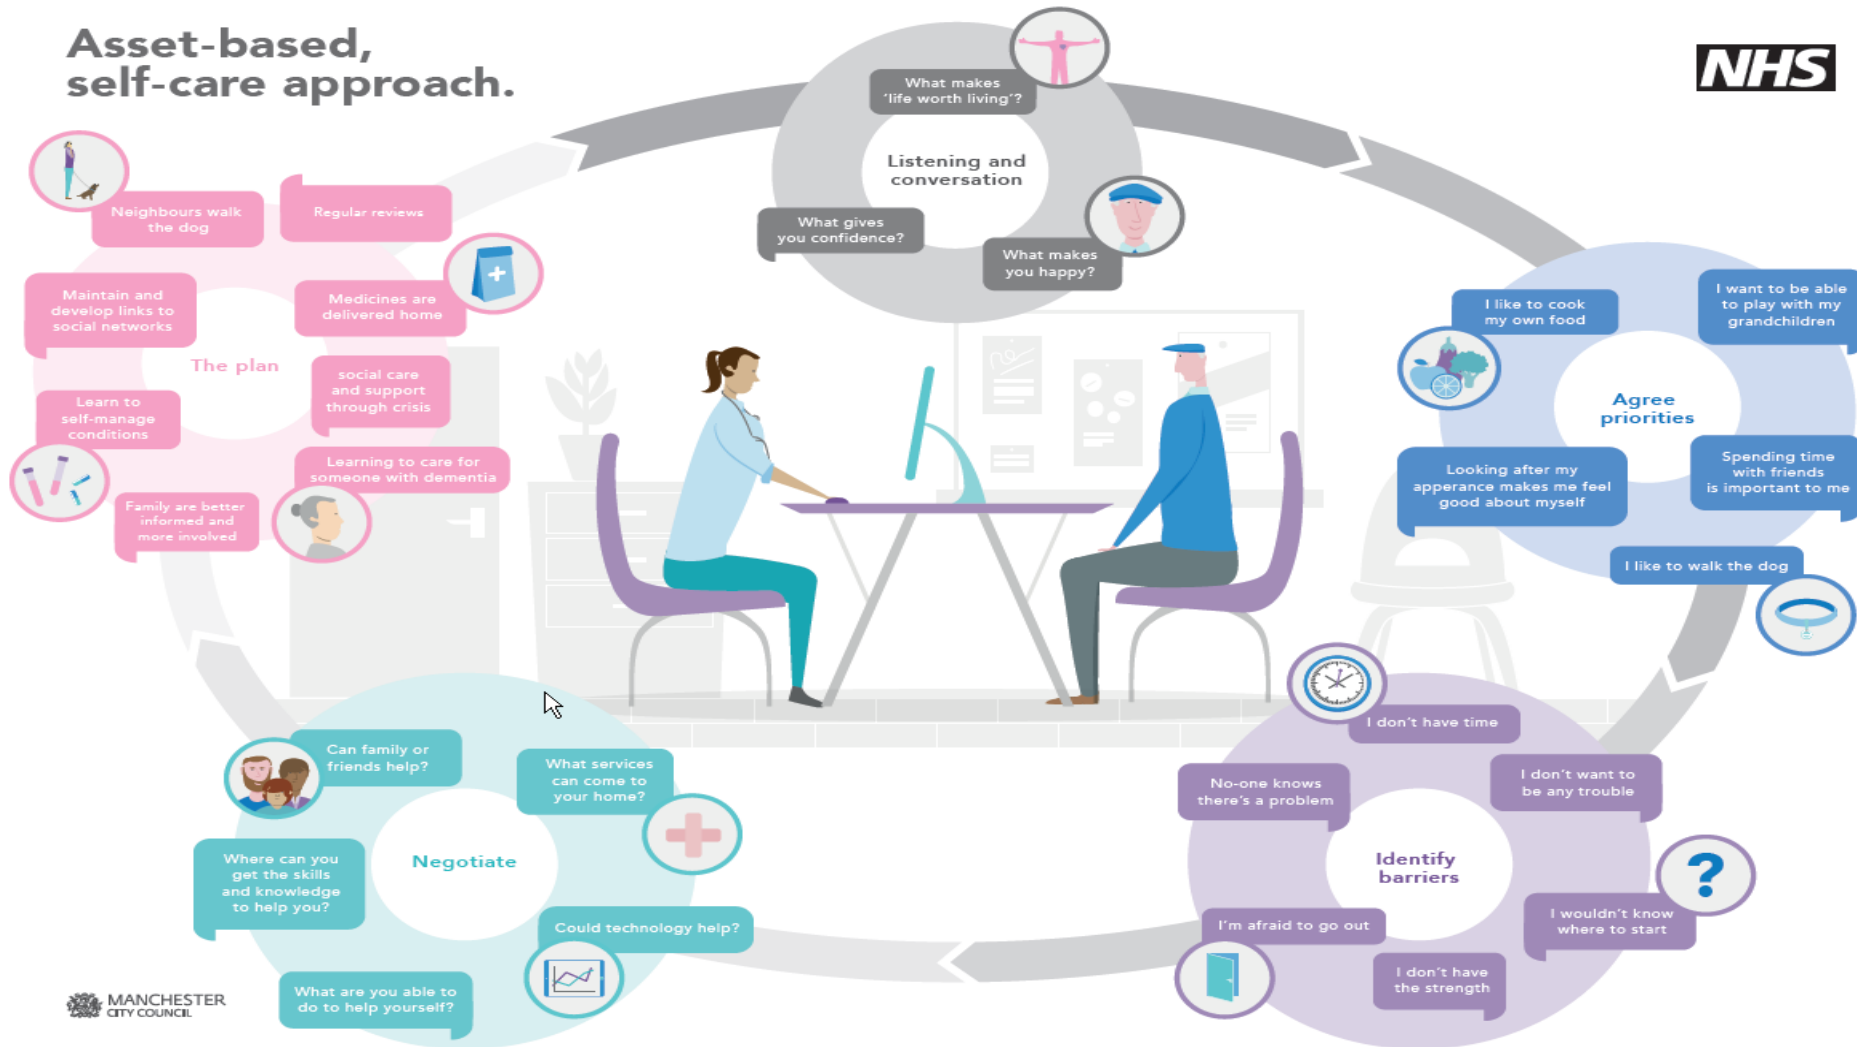 Asset-based,
self-care approach.
NHS
What makes
'life worth living'?
Listening and
conversation
What gives
you confidence?
What makes
you happy?
I like to cook
my own food
I want to be able
to play with my
grandchildren
Agree
priorities
Looking after my
apperance makes me feel
good about myself
Spending time
with friends
is important to me
I like to walk the dog
I don't have time
No-one knows
there's a problem
I don't want to
be any trouble
Identify
barriers
I'm afraid to go out
I wouldn't know
where to start
I don't have
the strength
Can family or
friends help?
What services
can come to
your home?
Negotiate
Where can you
get the skills
and knowledge
to help you?
Could technology help?
What are you able to
do to help yourself?
Neighbours walk
the dog
Regular reviews
Maintain and
develop links to
social networks
Medicines are
delivered home
The plan
social care
and support
through crisis
Learn to
self-manage
conditions
Learning to care for
someone with dementia
Family are better
informed and
more involved
MANCHESTER
CITY COUNCIL